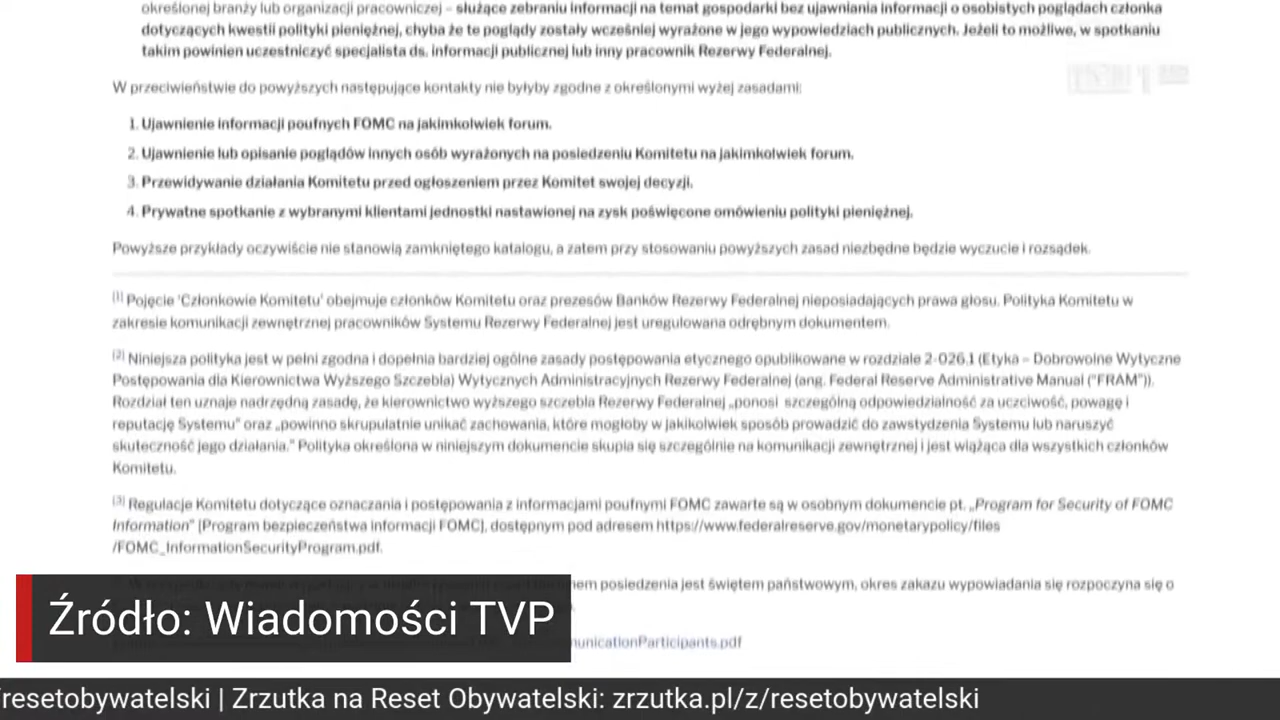 określonej branży lub organizacji pracowniczej – służące zebraniu informacji na temat gospodarki bez ujawniania informacji o osobistych poglądach członka
dotyczących kwestii polityki pieniężnej, chyba że te poglądy zostały wcześniej wyrażone w jego wypowiedziach publicznych. Jeżeli to możliwe, w spotkaniu
takim powinien uczestniczyć specjalista ds. informacji publicznej lub inny pracownik Rezerwy Federalnej.
W przeciwieństwie do powyższych następujące kontakty nie byłyby zgodne z określonymi wyżej zasadami:
1. Ujawnienie informacji poufnych FOMC na jakimkolwiek forum.
2. Ujawnienie lub opisanie poglądów innych osób wyrażonych na posiedzeniu Komitetu na jakimkolwiek forum.
3. Przewidywanie działania Komitetu przed ogłoszeniem przez Komitet swojej decyzji.
4. Prywatne spotkanie z wybranymi klientami jednostki nastawionej na zysk poświęcone omówieniu polityki pieniężnej.
Powyższe przykłady oczywiście nie stanowią zamkniętego katalogu, a zatem przy stosowaniu powyższych zasad niezbędne będzie wyczucie i rozsądek.
[1] Pojęcie 'Członkowie Komitetu' obejmuje członków Komitetu oraz prezesów Banków Rezerwy Federalnej nieposiadających prawa głosu. Polityka Komitetu w
zakresie komunikacji zewnętrznej pracowników Systemu Rezerwy Federalnej jest uregulowana odrębnym dokumentem.
[2] Niniejsza polityka jest w pełni zgodna i dopełnia bardziej ogólne zasady postępowania etycznego opublikowane w rozdziale 2-026.1 (Etyka – Dobrowolne Wytyczne
Postępowania dla Kierownictwa Wyższego Szczebla) Wytycznych Administracyjnych Rezerwy Federalnej (ang. Federal Reserve Administrative Manual ("FRAM")).
Rozdział ten uznaje nadrzędną zasadę, że kierownictwo wyższego szczebla Rezerwy Federalnej „ponosi szczególną odpowiedzialność za uczciwość, powagę i
reputację Systemu" oraz „powinno skrupulatnie unikać zachowania, które mogłoby w jakikolwiek sposób prowadzić do zawstydzenia Systemu lub naruszyć
skuteczność jego działania." Polityka określona w niniejszym dokumencie skupia się szczególnie na komunikacji zewnętrznej i jest wiążąca dla wszystkich członków
Komitetu.
[3] Regulacje Komitetu dotyczące oznaczania i postępowania z informacjami poufnymi FOMC zawarte są w osobnym dokumencie pt. „Program for Security of FOMC
Information" [Program bezpieczeństwa informacji FOMC], dostępnym pod adresem https://www.federalreserve.gov/monetarypolicy/files
/FOMC_InformationSecurityProgram.pdf.
posiedzenia jest świętem państwowym, okres zakazu wypowiadania się rozpoczyna się o
Źródło: Wiadomości TVP
municationParticipants.pdf
/resetobywatelski | Zrzutka na Reset Obywatelski: zrzutka.pl/z/resetobywatelski